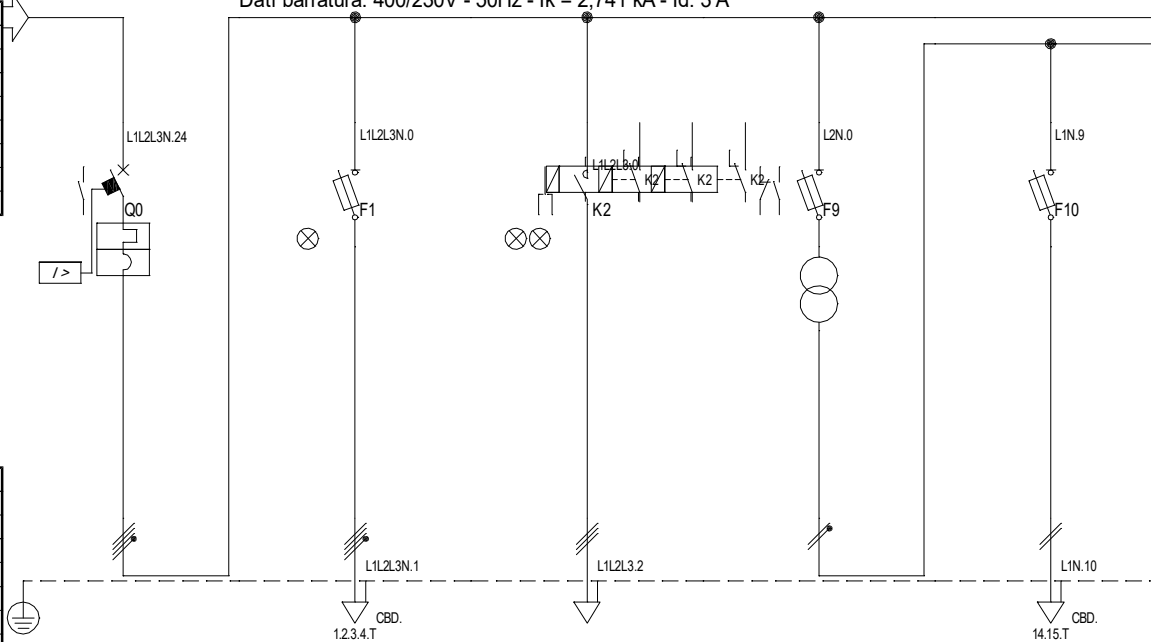 Dati barratura: 400/230V - 50Hz - Ik = 2,741 kA - Id: 3 A
L1L2L3N.24
L1L2L3N.0
L1L2L3.0
L2N.0
L1N.9
K2
K2
K2
Q0
F1
K2
F9
F10
I >
L1L2L3N.1
L1L2L3.2
L1N.10
CBD.
CBD.
1.2.3.4.T
14.15.T